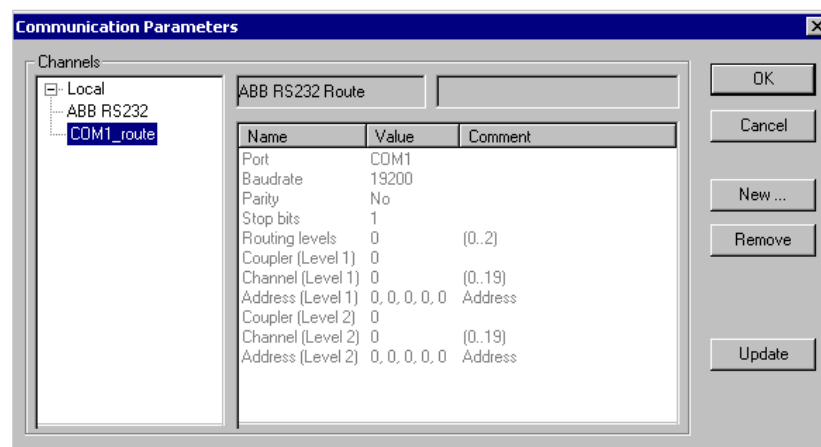 Communication Parameters
Channels
Local
ABB RS232
COM1_route
ABB RS232 Route
Name Value Comment
Port COM1
Baudrate 19200
Parity No
Stop bits 1
Routing levels 0 (0..2)
Coupler (Level 1) 0
Channel (Level 1) 0 (0..19)
Address (Level 1) 0, 0, 0, 0, 0 Address
Coupler (Level 2) 0
Channel (Level 2) 0 (0..19)
Address (Level 2) 0, 0, 0, 0, 0 Address
OK
Cancel
New ...
Remove
Update